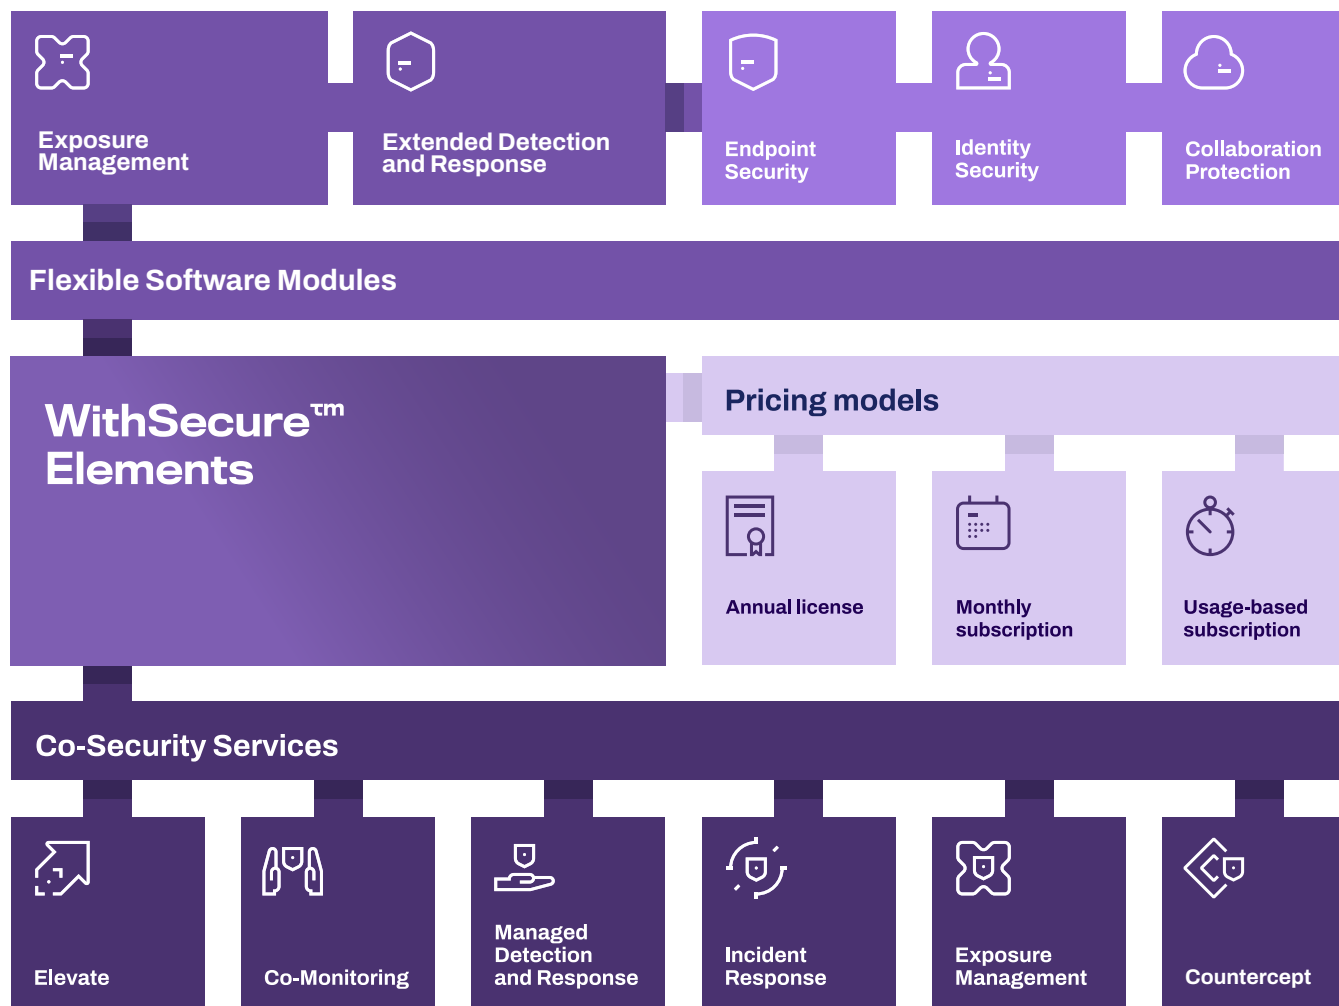 Exposure
Management
Extended Detection
and Response
Endpoint
Security
Identity
Security
Collaboration
Protection
Flexible Software Modules
WithSecure™
Elements
Pricing models
Annual license
Monthly
subscription
Usage-based
subscription
Co-Security Services
Elevate
Co-Monitoring
Managed
Detection
and Response
Incident
Response
Exposure
Management
Countercept